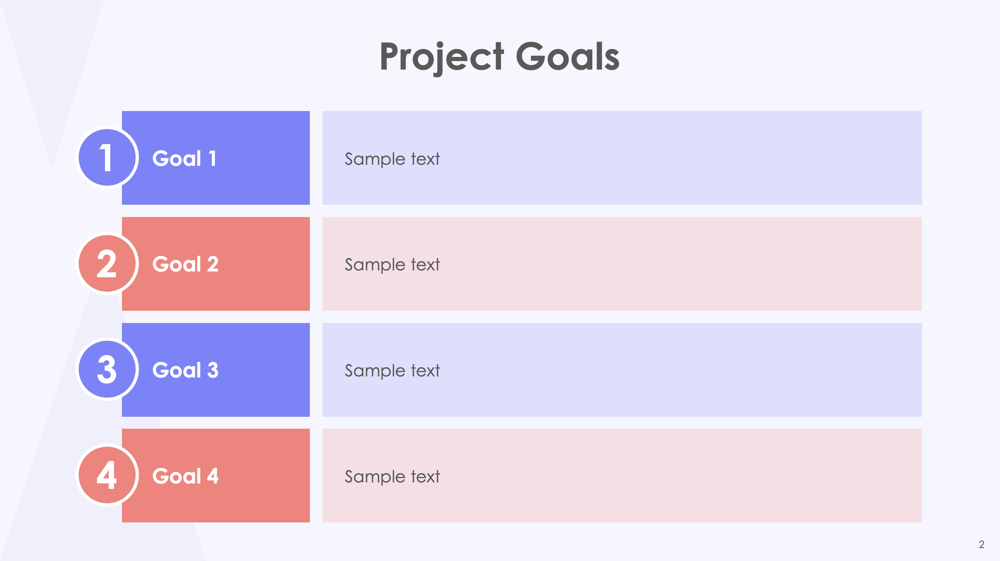 Project Goals
1
Goal 1
Sample text
2
Goal 2
Sample text
3
Goal 3
Sample text
4
Goal 4
Sample text
2